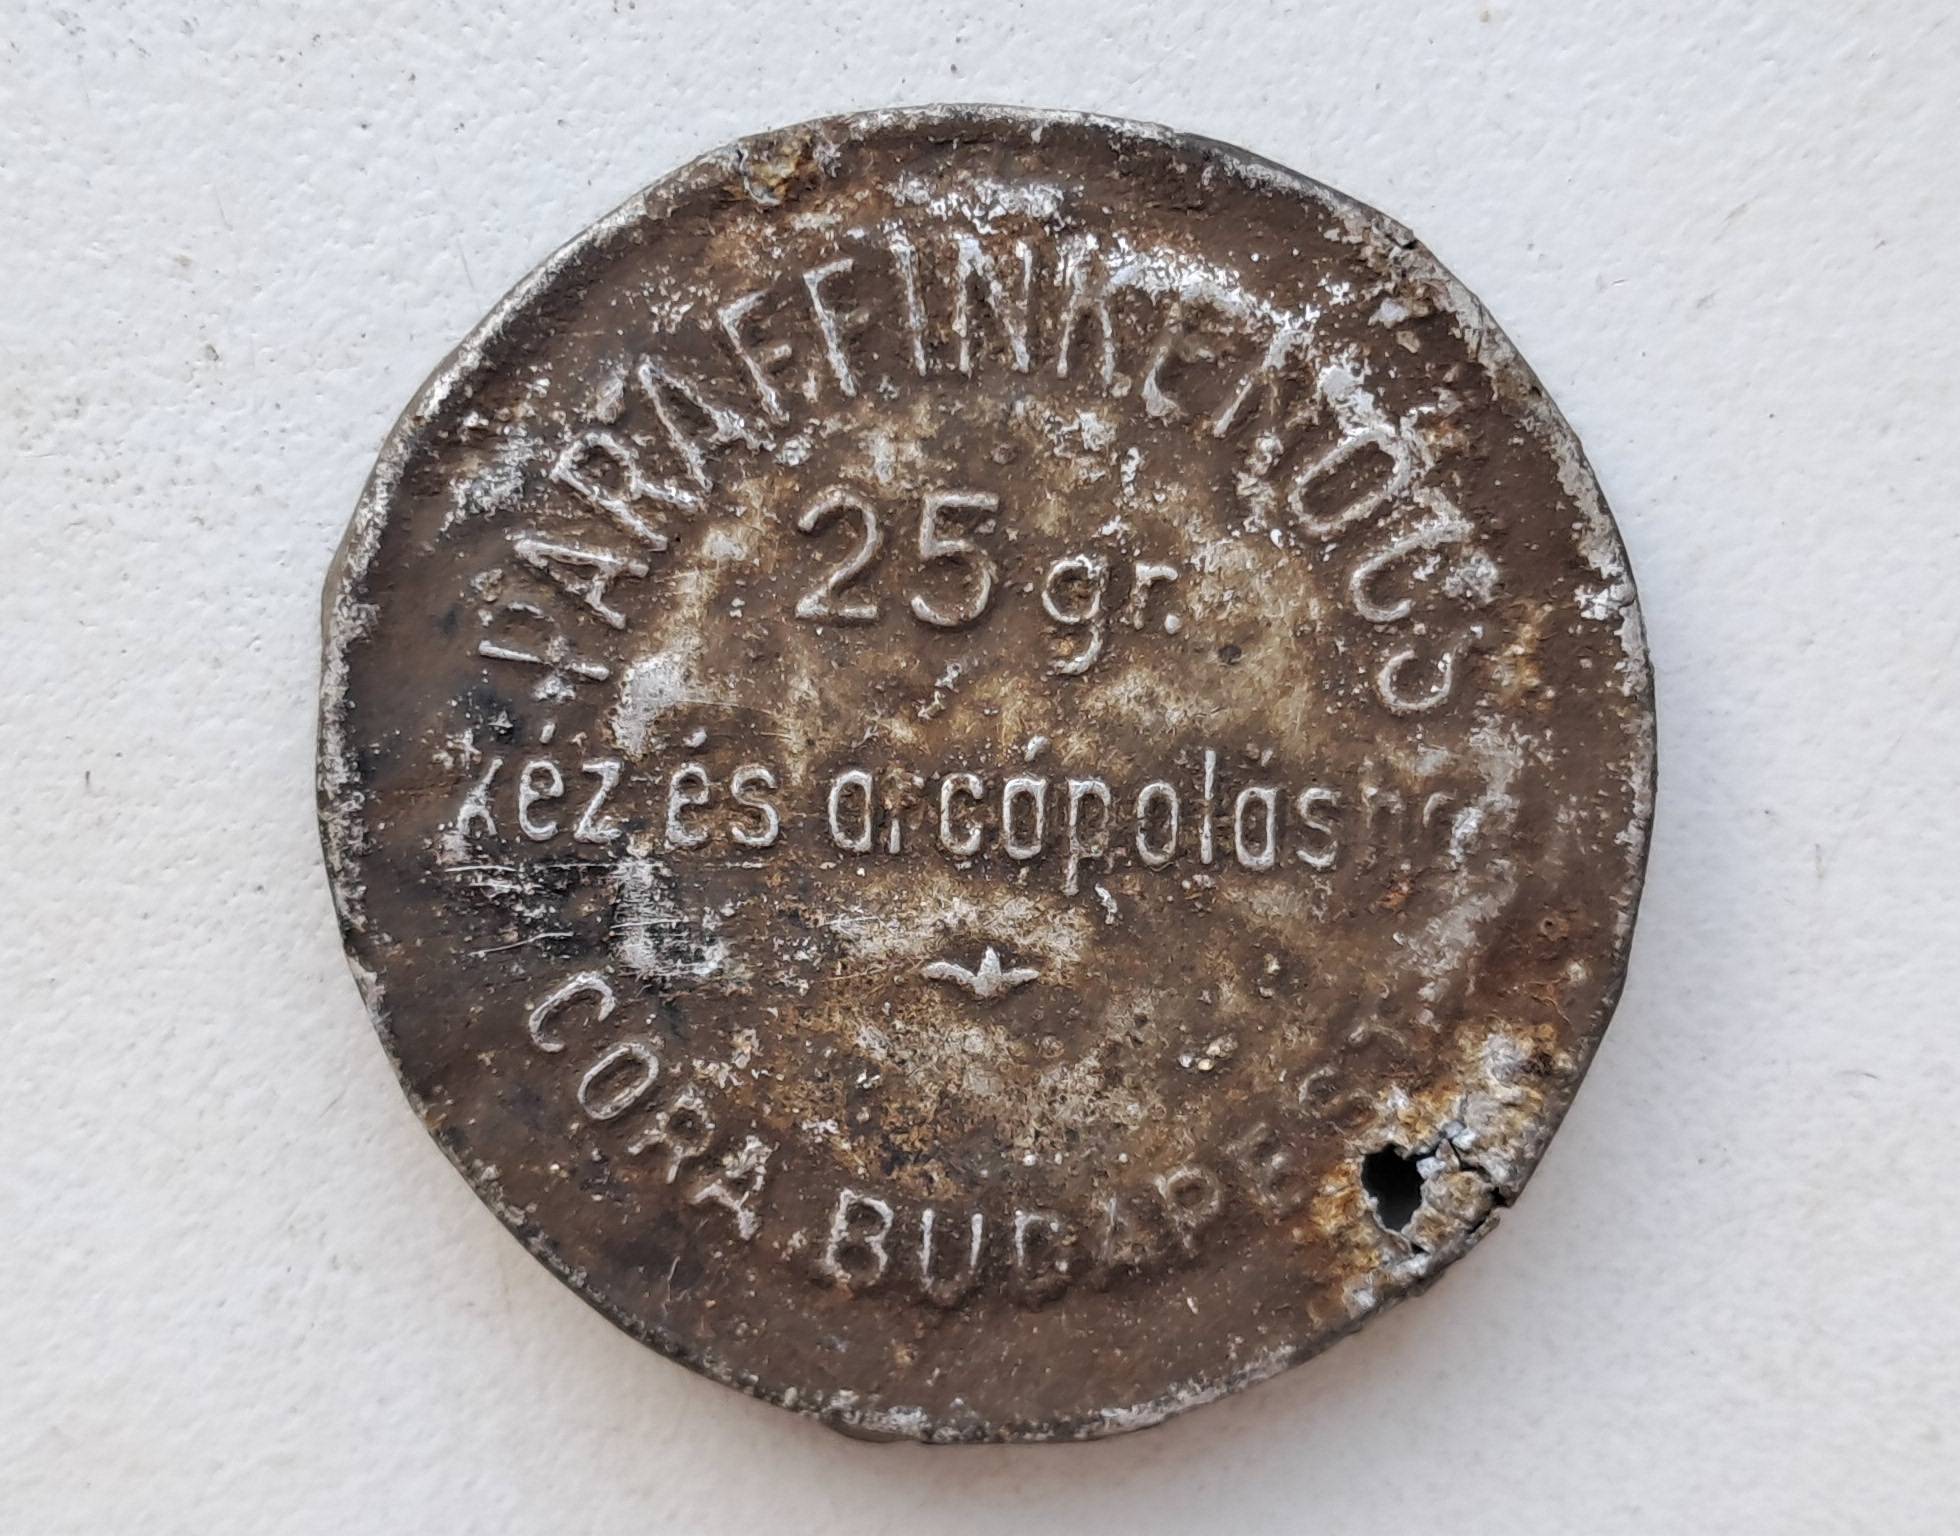 PARAFFINKENŐCS
25 gr.
kéz és arcápolásra
CORA BUDAPEST